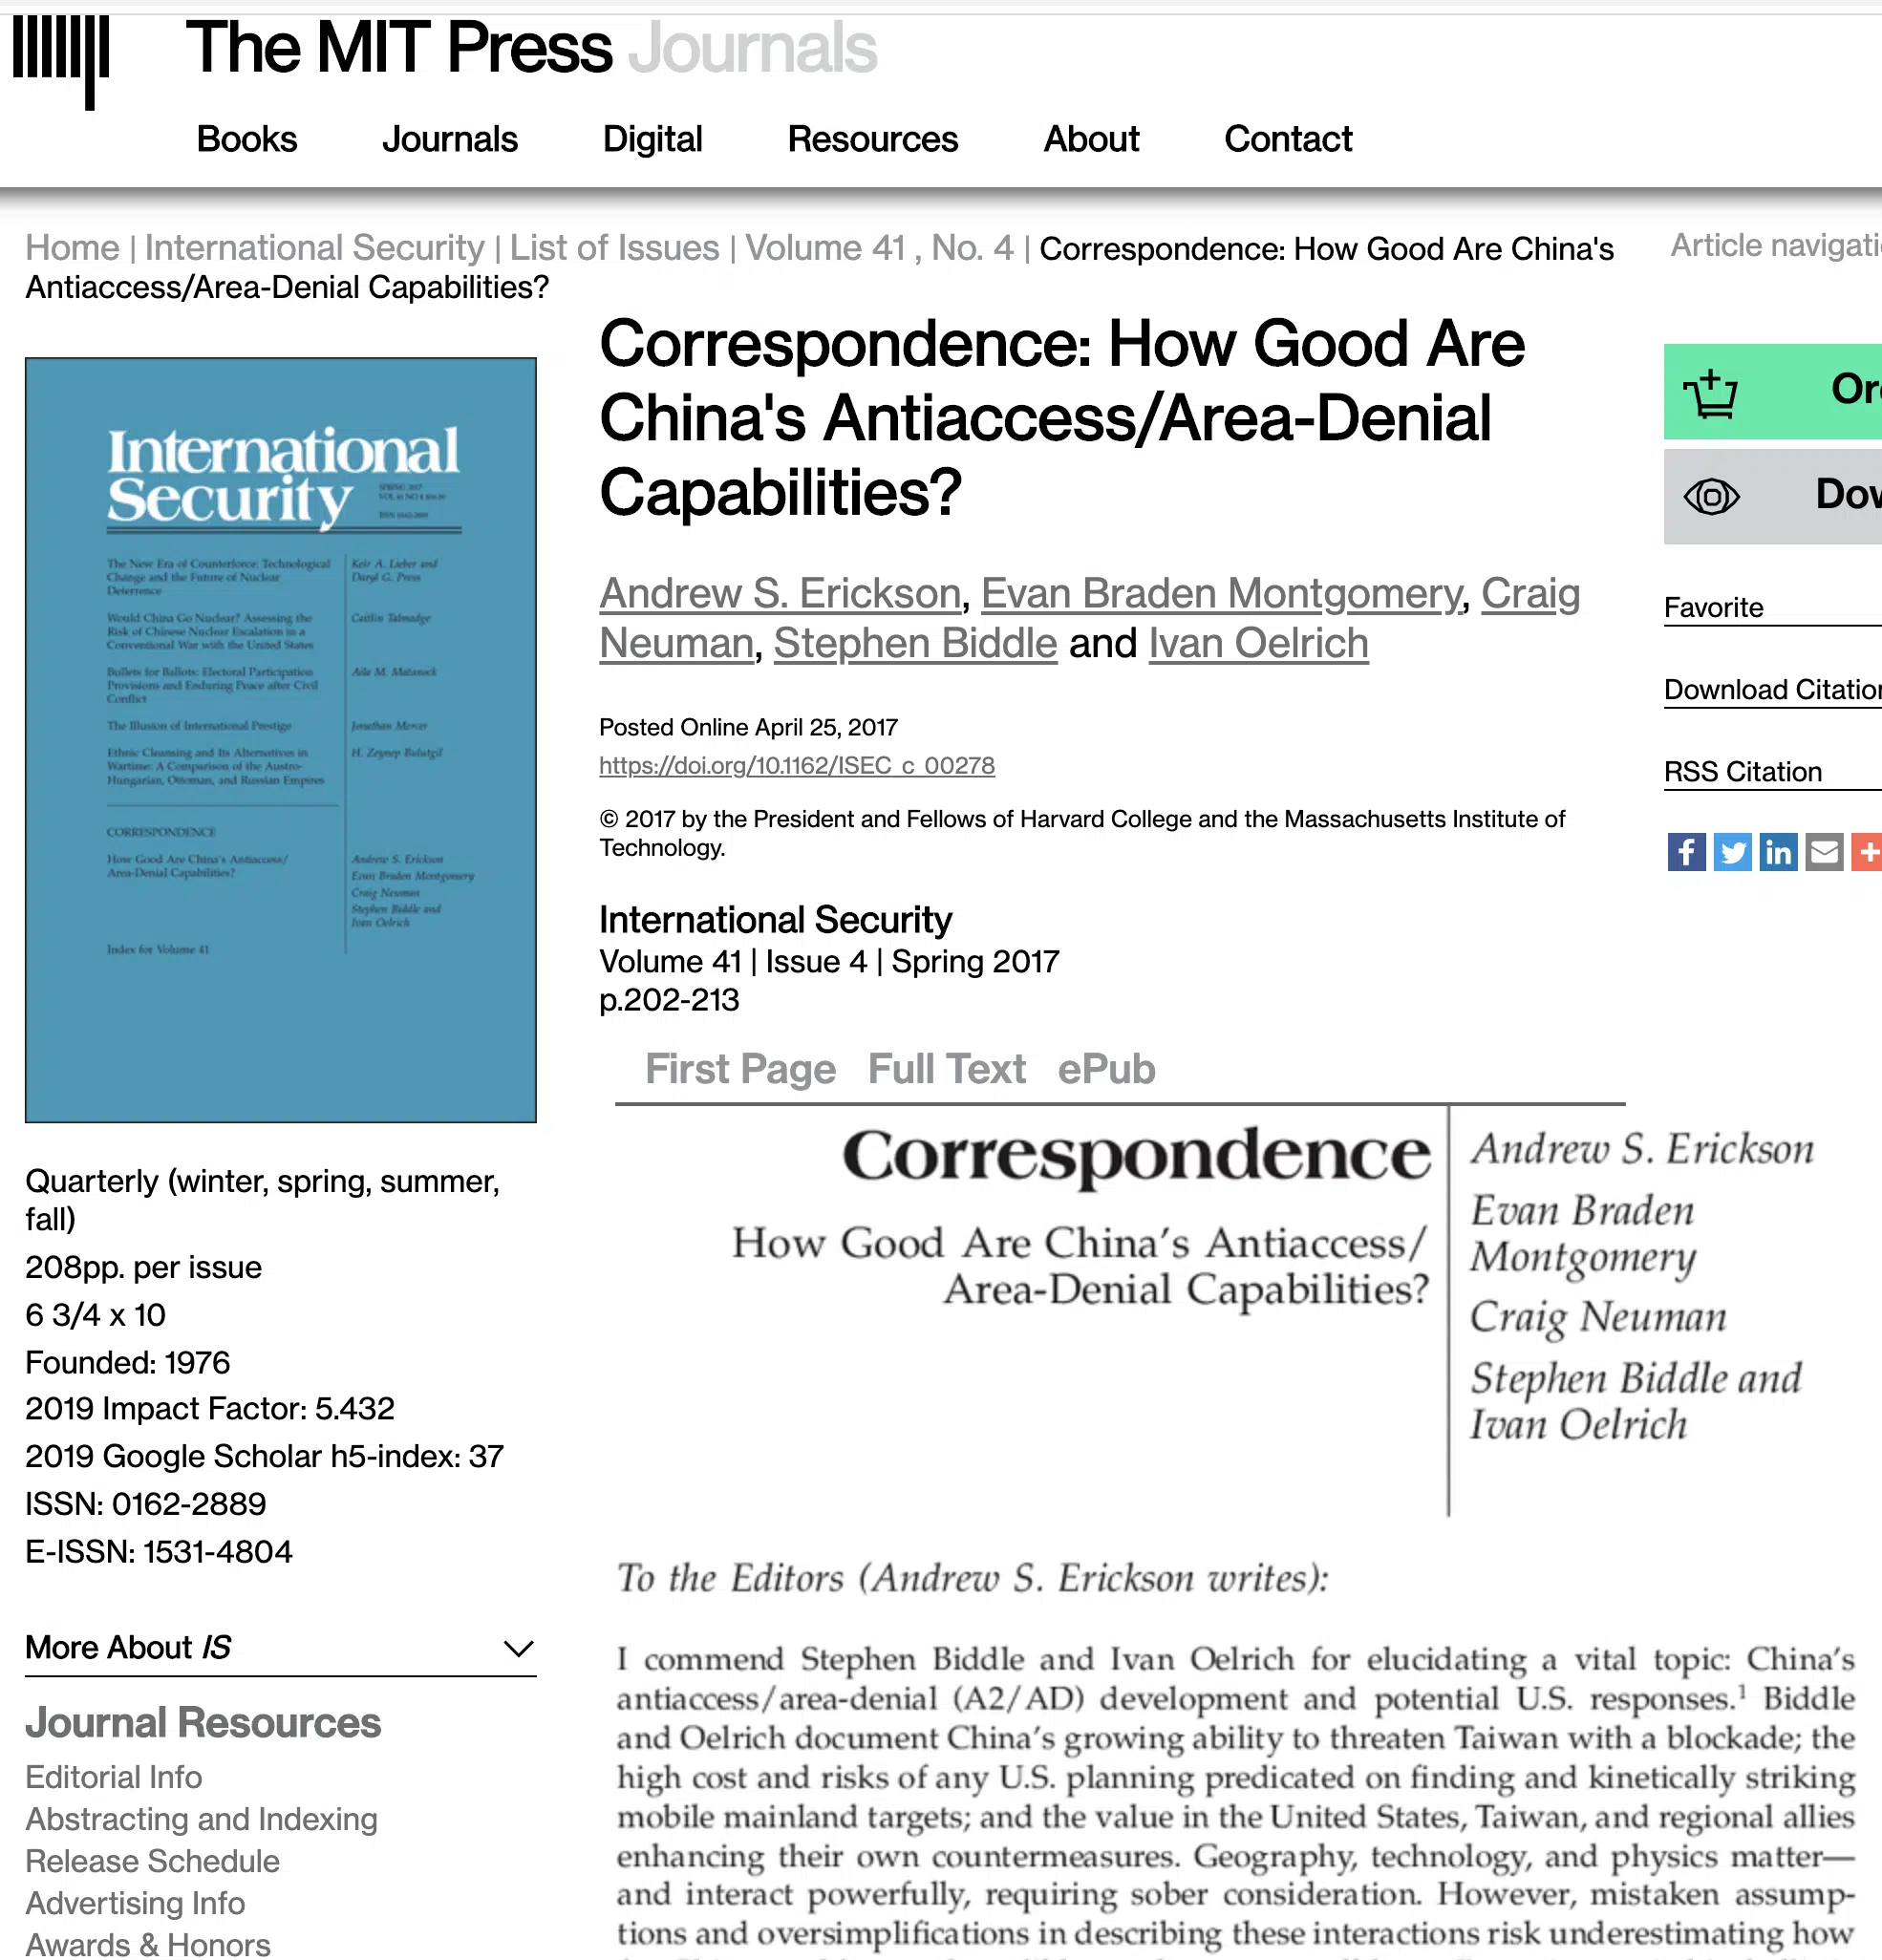 The MIT Press Journals
Books Journals Digital Resources About Contact
Home | International Security | List of Issues | Volume 41 , No. 4 | Correspondence: How Good Are China's
Antiaccess/Area-Denial Capabilities?
Article navigati
International
Security
SPRING 2017
VOL. 41 NO. 4
ISSN 0162-2889
The New Era of Counterforce: Technological
Change and the Future of Nuclear
Deterrence
Keir A. Lieber and
Daryl G. Press
Would China Go Nuclear? Assessing the
Risk of Chinese Nuclear Escalation in a
Conventional War with the United States
Caitlin Talmadge
Bullets for Ballots: Electoral Participation
Provisions and Enduring Peace after Civil
Conflict
Aila M. Matanock
The Illusion of International Prestige
Jonathan Mercer
Ethnic Cleansing and Its Alternatives in
Wartime: A Comparison of the Austro-
Hungarian, Ottoman, and Russian Empires
H. Zeynep Bulutgil
CORRESPONDENCE
How Good Are China's Antiaccess/
Area-Denial Capabilities?
Andrew S. Erickson
Evan Braden Montgomery
Craig Neuman
Stephen Biddle and
Ivan Oelrich
Index for Volume 41
Quarterly (winter, spring, summer,
fall)
208pp. per issue
6 3/4 x 10
Founded: 1976
2019 Impact Factor: 5.432
2019 Google Scholar h5-index: 37
ISSN: 0162-2889
E-ISSN: 1531-4804
More About IS
Journal Resources
Editorial Info
Abstracting and Indexing
Release Schedule
Advertising Info
Awards & Honors
Correspondence: How Good Are
China's Antiaccess/Area-Denial
Capabilities?
Andrew S. Erickson, Evan Braden Montgomery, Craig
Neuman, Stephen Biddle and Ivan Oelrich
Posted Online April 25, 2017
https://doi.org/10.1162/ISEC_c_00278
© 2017 by the President and Fellows of Harvard College and the Massachusetts Institute of
Technology.
International Security
Volume 41 | Issue 4 | Spring 2017
p.202-213
First Page Full Text ePub
Correspondence
How Good Are China's Antiaccess/
Area-Denial Capabilities?
Andrew S. Erickson
Evan Braden
Montgomery
Craig Neuman
Stephen Biddle and
Ivan Oelrich
To the Editors (Andrew S. Erickson writes):
I commend Stephen Biddle and Ivan Oelrich for elucidating a vital topic: China's
antiaccess/area-denial (A2/AD) development and potential U.S. responses.1 Biddle
and Oelrich document China's growing ability to threaten Taiwan with a blockade; the
high cost and risks of any U.S. planning predicated on finding and kinetically striking
mobile mainland targets; and the value in the United States, Taiwan, and regional allies
enhancing their own countermeasures. Geography, technology, and physics matter—
and interact powerfully, requiring sober consideration. However, mistaken assump-
tions and oversimplifications in describing these interactions risk underestimating how
Or
Dov
Favorite
Download Citation
RSS Citation